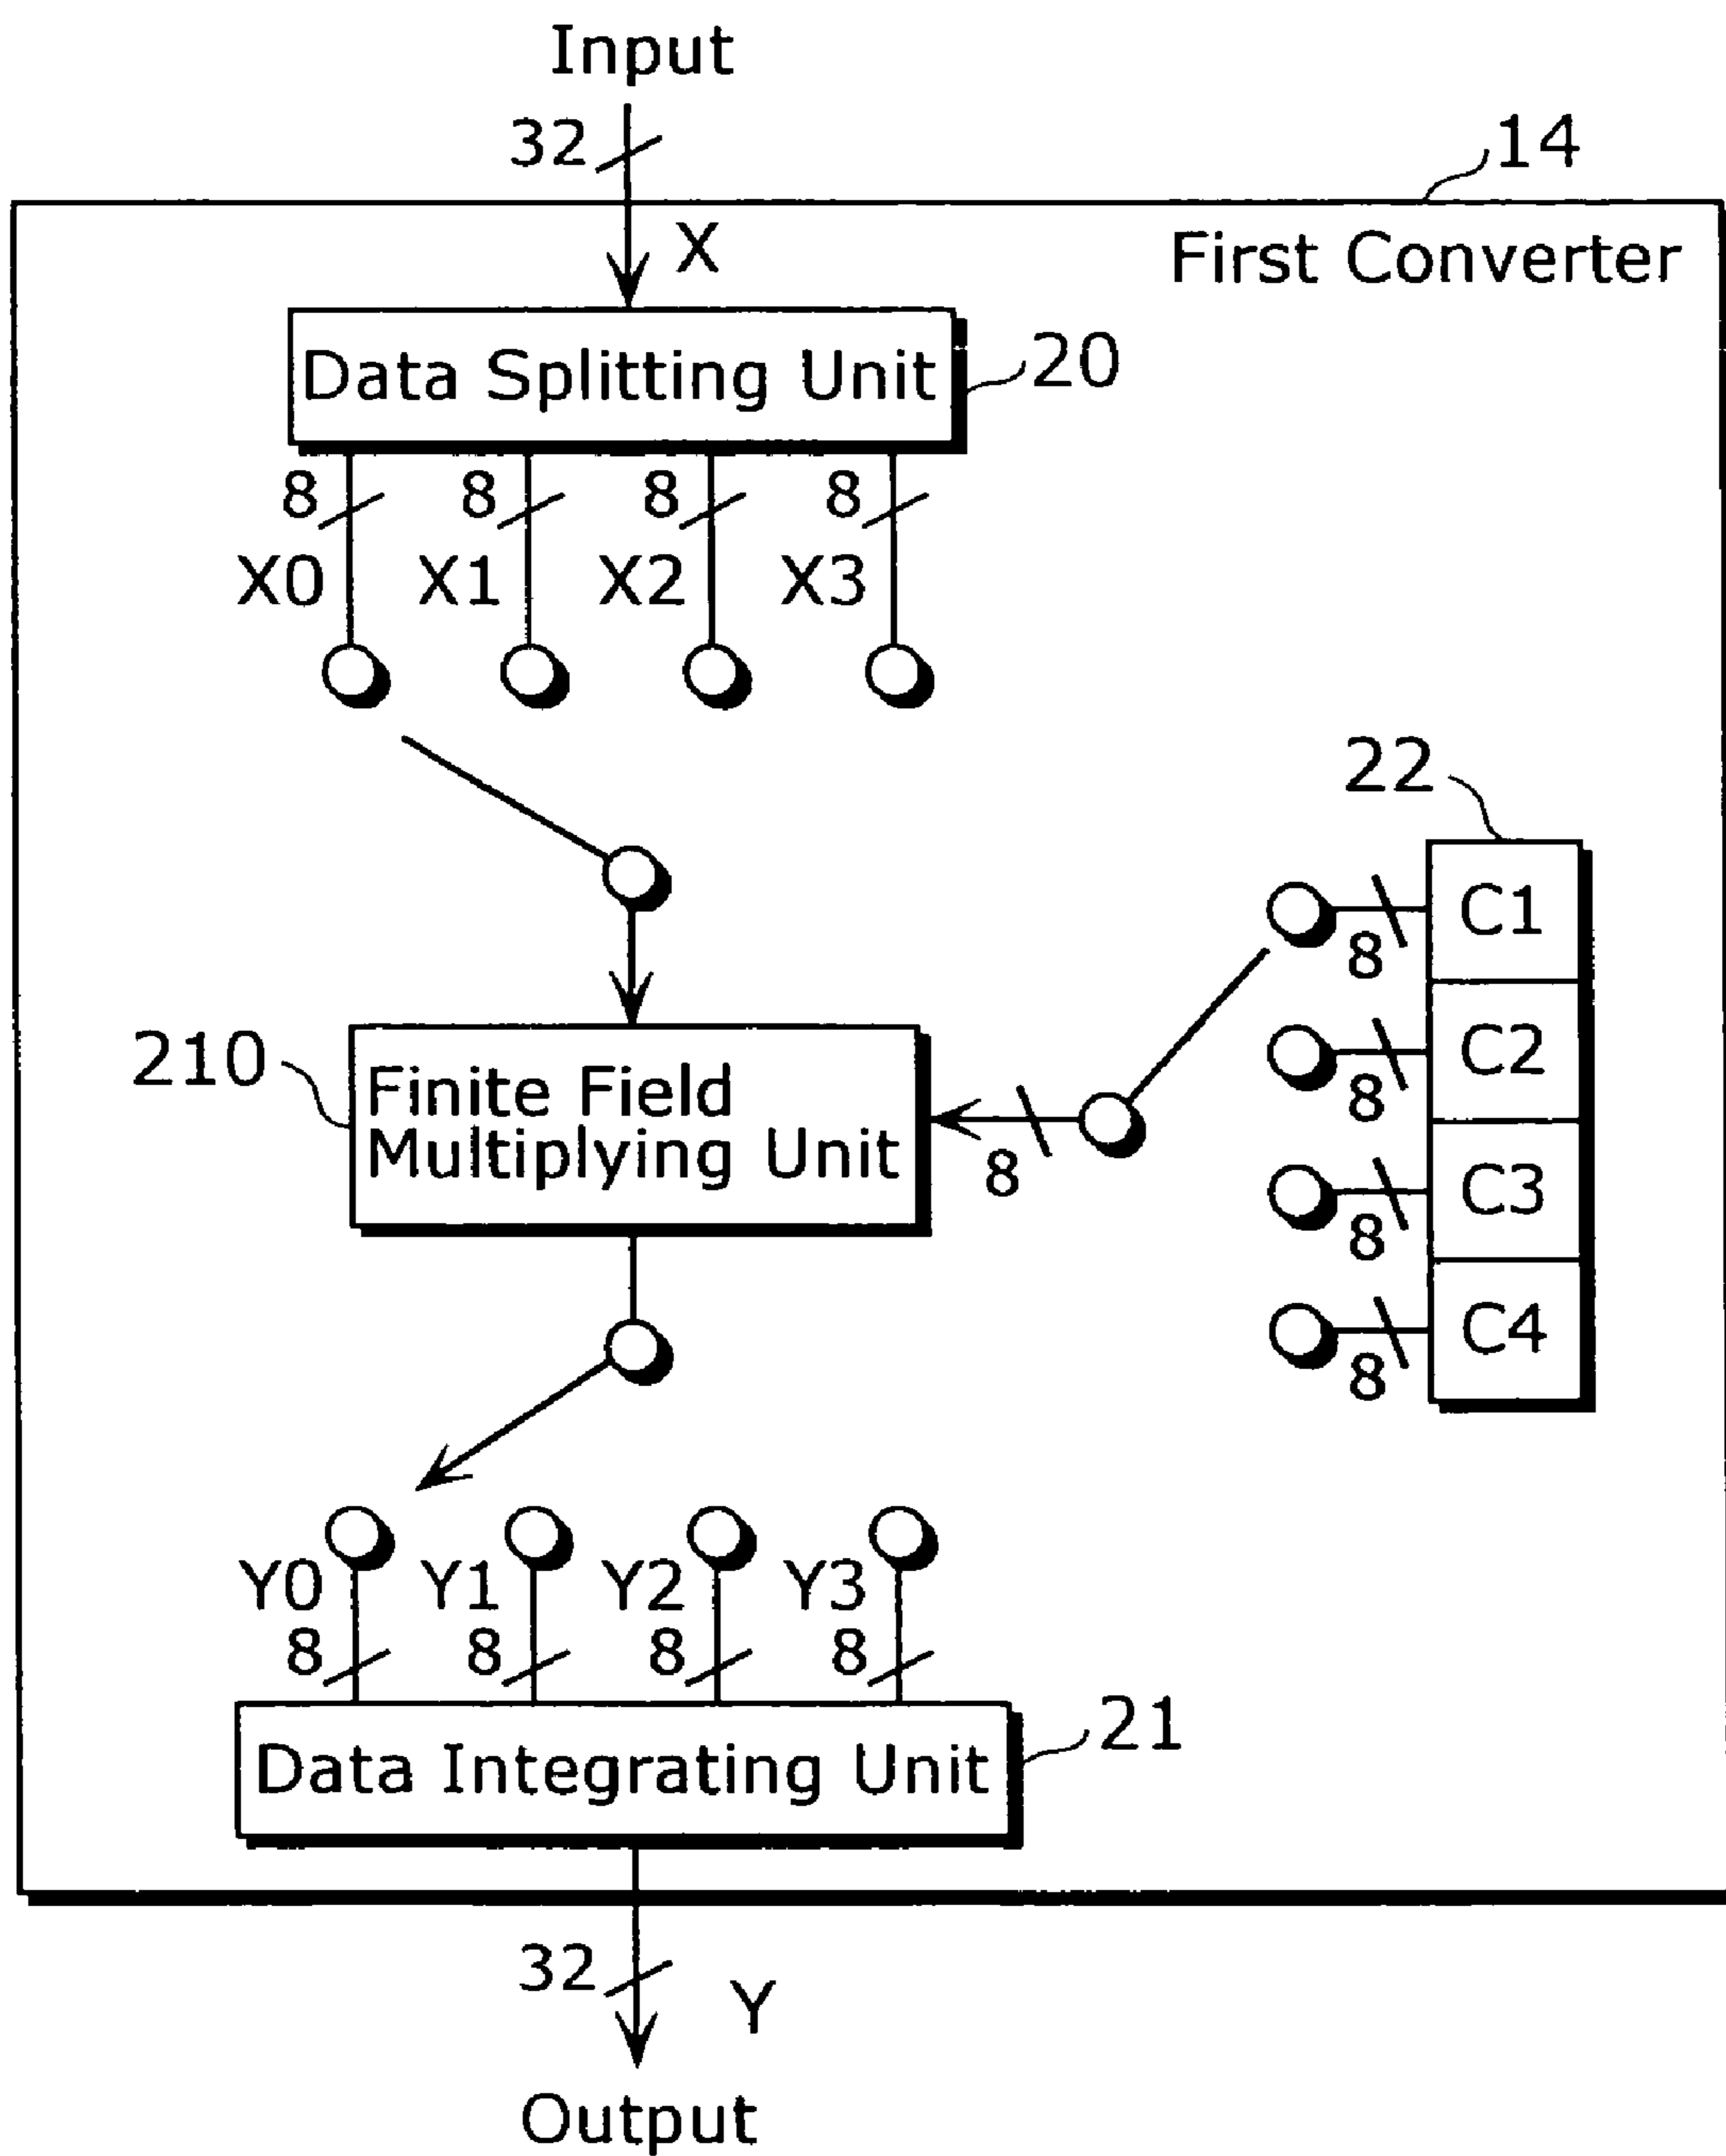 Input
32
14
X
First Converter
Data Splitting Unit
20
8 8 8 8
X0 X1 X2 X3
22
C1
8
C2
8
210
Finite Field
Multiplying Unit
8
C3
8
C4
8
Y0 Y1 Y2 Y3
8 8 8 8
Data Integrating Unit
21
32
Y
Output